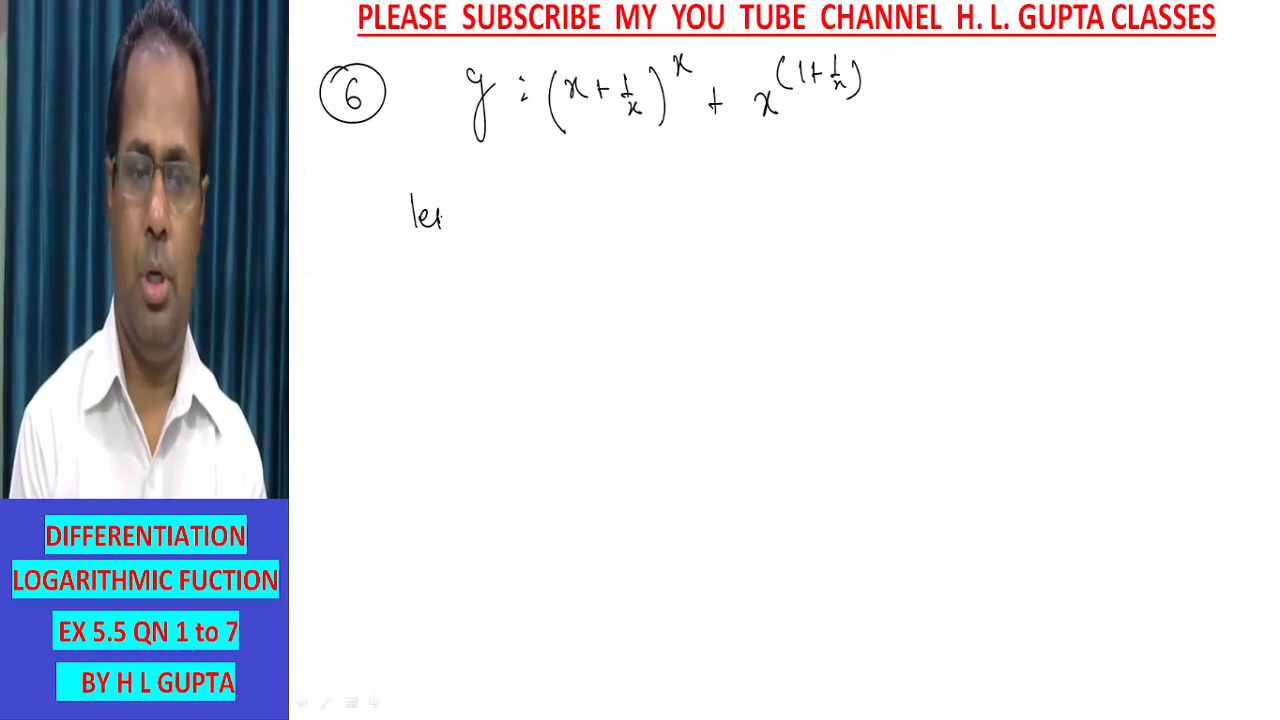 PLEASE SUBSCRIBE MY YOU TUBE CHANNEL H. L. GUPTA CLASSES
6 y : (x + 1/x)^x + x^(1 + 1/x)
let
DIFFERENTIATION
LOGARITHMIC FUCTION
EX 5.5 QN 1 to 7
BY H L GUPTA